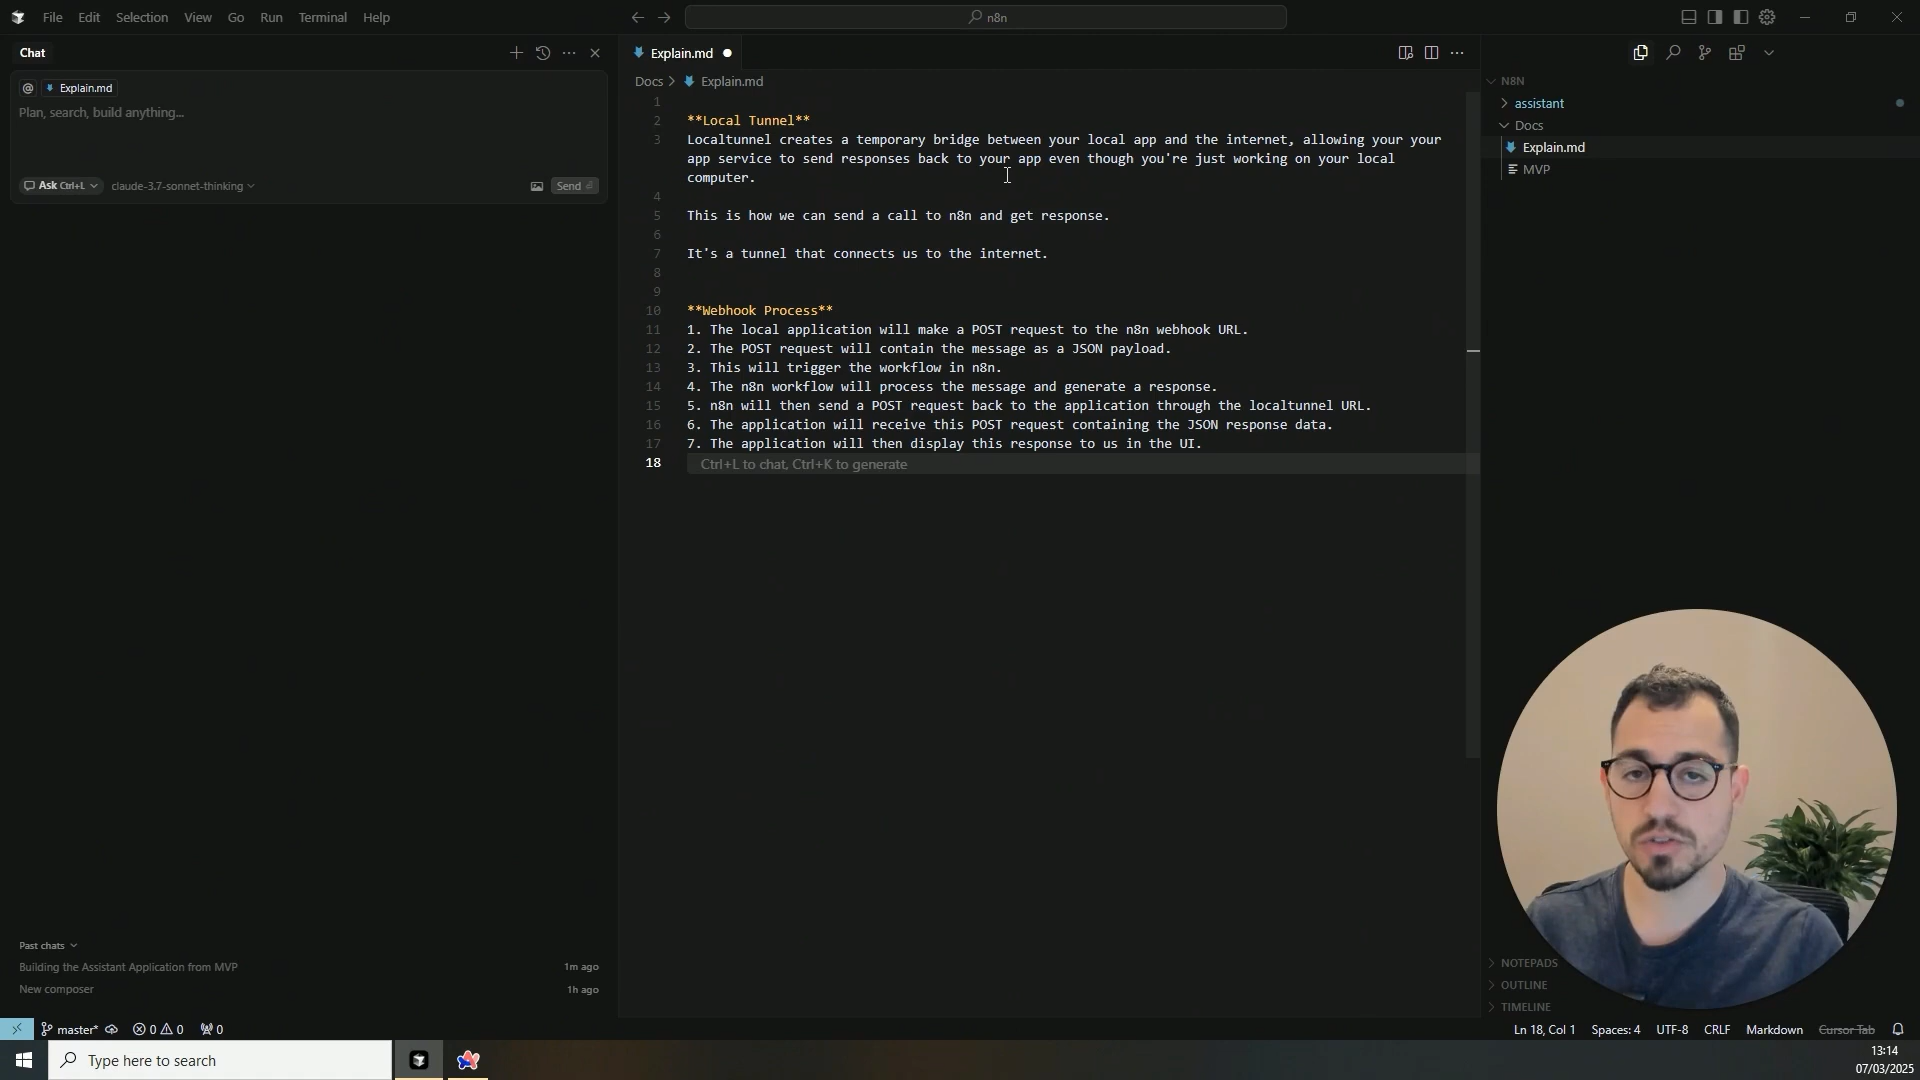 File Edit Selection View Go Run Terminal Help
n8n
Chat
@ Explain.md
Plan, search, build anything...
Ask Ctrl+L claude-3.7-sonnet-thinking Send
Past chats
Building the Assistant Application from MVP 1m ago
New composer 1h ago
Explain.md
Docs > Explain.md
1
2 **Local Tunnel**
3 Localtunnel creates a temporary bridge between your local app and the internet, allowing your your
app service to send responses back to your app even though you're just working on your local
computer.
4
5 This is how we can send a call to n8n and get response.
6
7 It's a tunnel that connects us to the internet.
8
9
10 **Webhook Process**
11 1. The local application will make a POST request to the n8n webhook URL.
12 2. The POST request will contain the message as a JSON payload.
13 3. This will trigger the workflow in n8n.
14 4. The n8n workflow will process the message and generate a response.
15 5. n8n will then send a POST request back to the application through the localtunnel URL.
16 6. The application will receive this POST request containing the JSON response data.
17 7. The application will then display this response to us in the UI.
18 Ctrl+L to chat, Ctrl+K to generate
N8N
assistant
Docs
Explain.md
MVP
NOTEPADS
OUTLINE
TIMELINE
master* 0 0 0
Ln 18, Col 1 Spaces: 4 UTF-8 CRLF Markdown Cursor Tab
Type here to search
13:14
07/03/2025